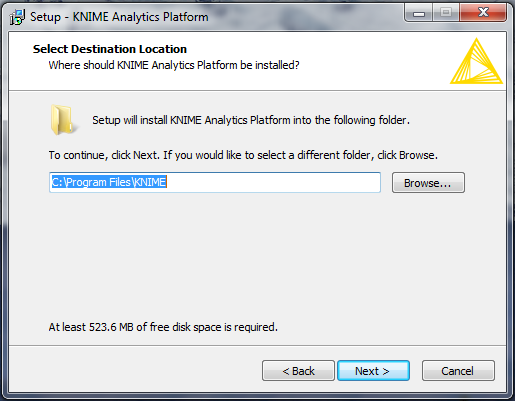 Setup - KNIME Analytics Platform
Select Destination Location
Where should KNIME Analytics Platform be installed?
Setup will install KNIME Analytics Platform into the following folder.
To continue, click Next. If you would like to select a different folder, click Browse.
C:\Program Files\KNIME
Browse...
At least 523.6 MB of free disk space is required.
< Back
Next >
Cancel